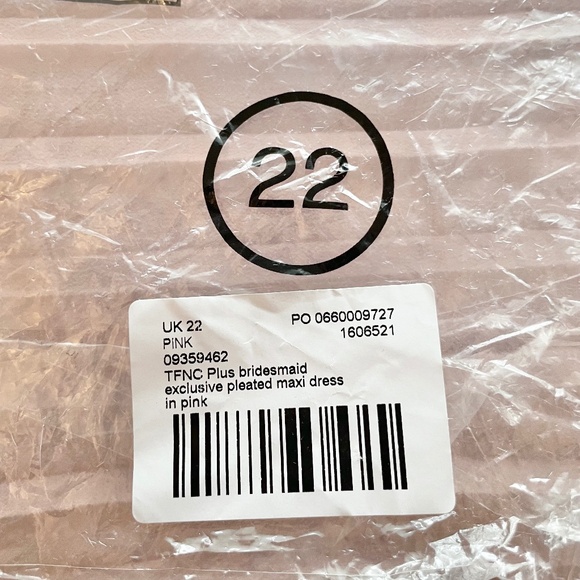 22
UK 22 PO 0660009727
PiNK 1606521
09359462
TFNC Plus bridesmaid
exclusive pleated maxi dress
in pink